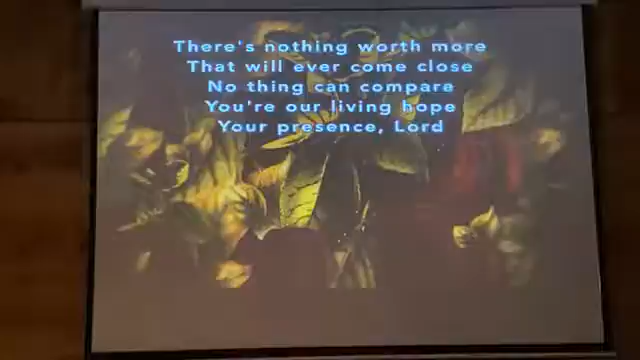 There's nothing worth more
That will ever come close
No thing can compare
You're our living hope
Your presence, Lord